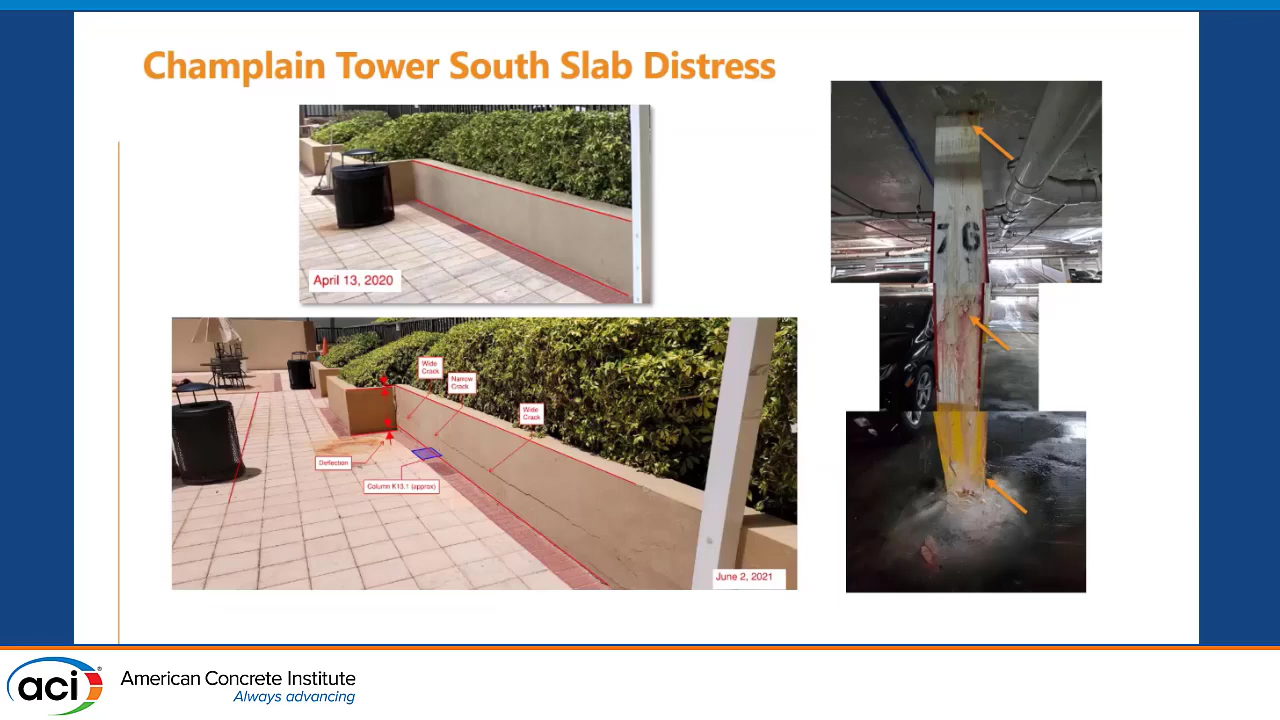 Champlain Tower South Slab Distress
April 13, 2020
76
Wide
Crack
Narrow
Crack
Wide
Crack
Deflection
Column K13.1 (approx)
June 2, 2021
aci®
American Concrete Institute
Always advancing